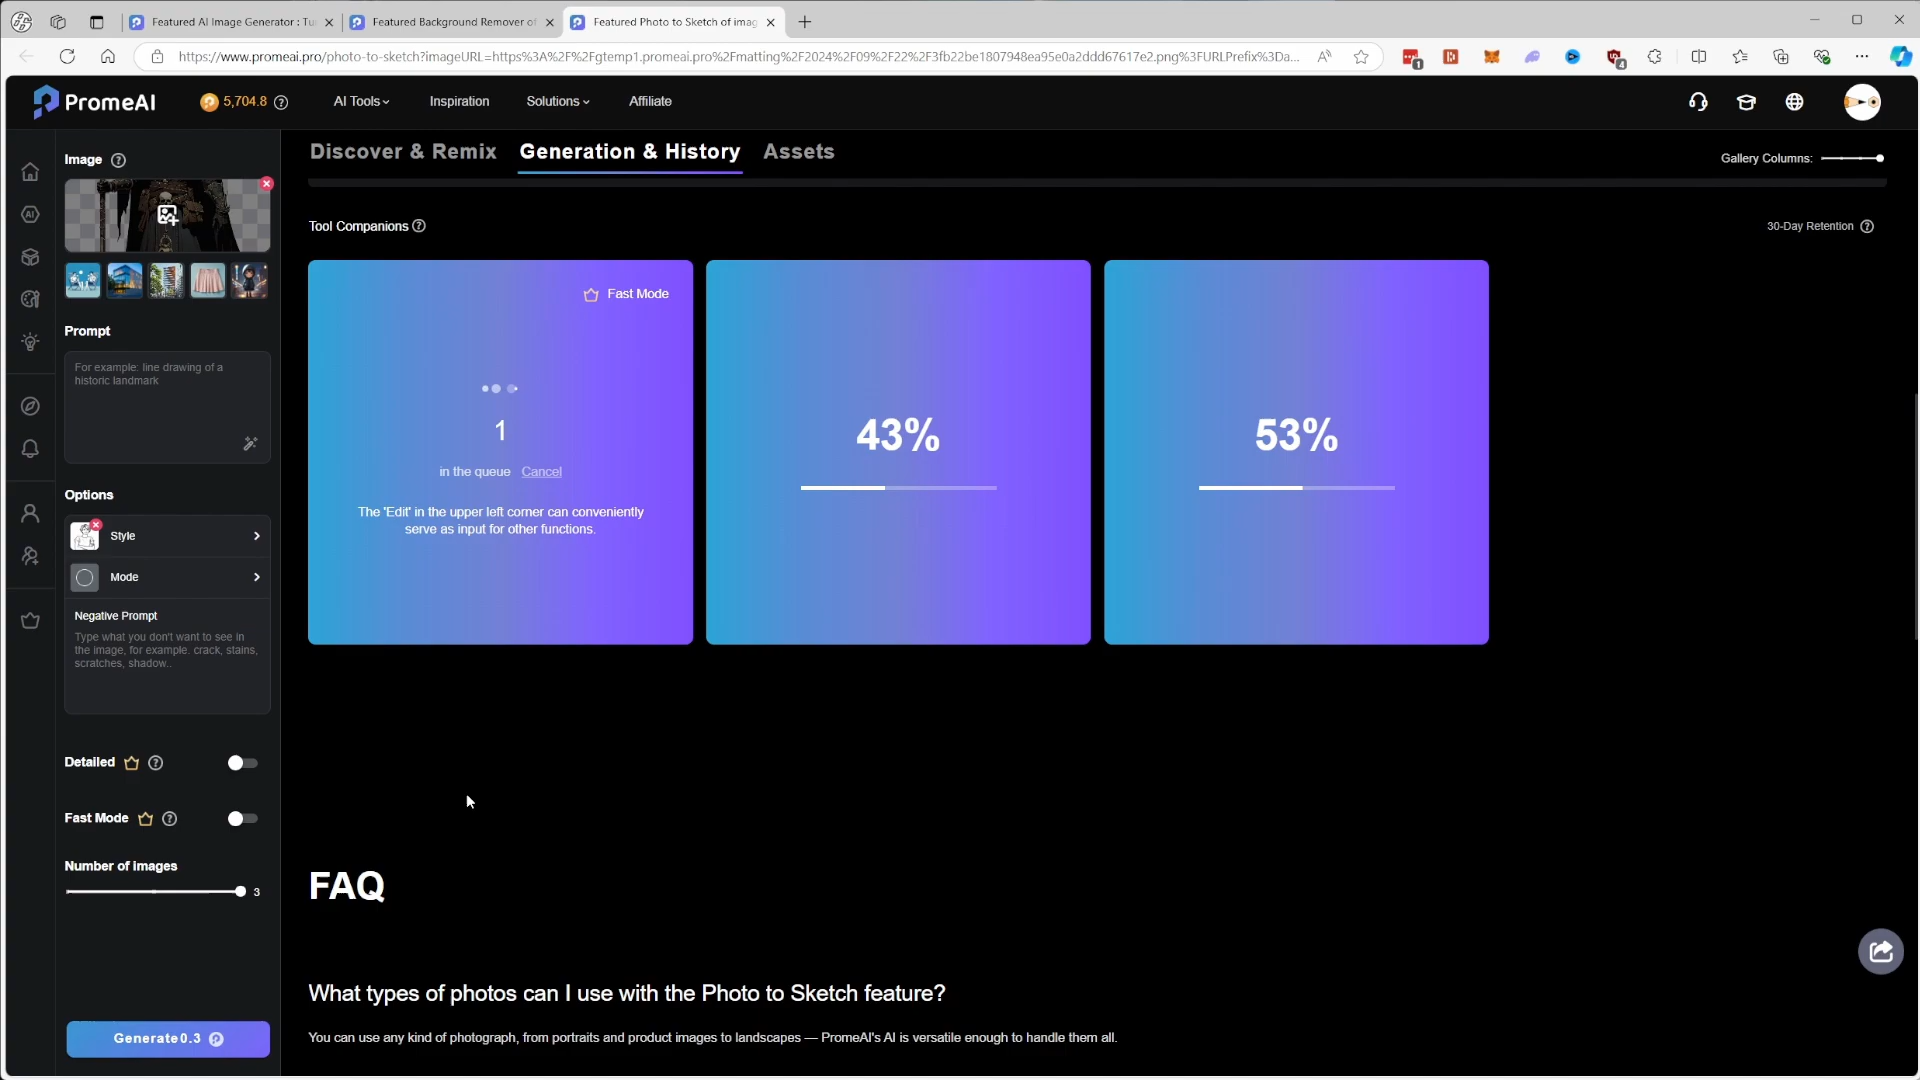 Featured AI Image Generator : Tu
Featured Background Remover of
Featured Photo to Sketch of imag
https://www.promeai.pro/photo-to-sketch?imageURL=https%3A%2F%2Fgtemp1.promeai.pro%2Fmatting%2F2024%2F09%2F22%2F3fb22be1807948ea95e0a2ddd67617e2.png%3FURLPrefix%3Da...
PromeAI
5,704.8
AI Tools
Inspiration
Solutions
Affiliate
Image
Discover & Remix
Generation & History
Assets
Gallery Columns:
Tool Companions
30-Day Retention
Prompt
For example: line drawing of a
historic landmark
Options
Style
Mode
Negative Prompt
Type what you don't want to see in
the image, for example. crack, stains,
scratches, shadow..
Detailed
Fast Mode
Number of images
3
Generate0.3
Fast Mode
1
in the queue Cancel
The 'Edit' in the upper left corner can conveniently
serve as input for other functions.
43%
53%
FAQ
What types of photos can I use with the Photo to Sketch feature?
You can use any kind of photograph, from portraits and product images to landscapes — PromeAI's AI is versatile enough to handle them all.